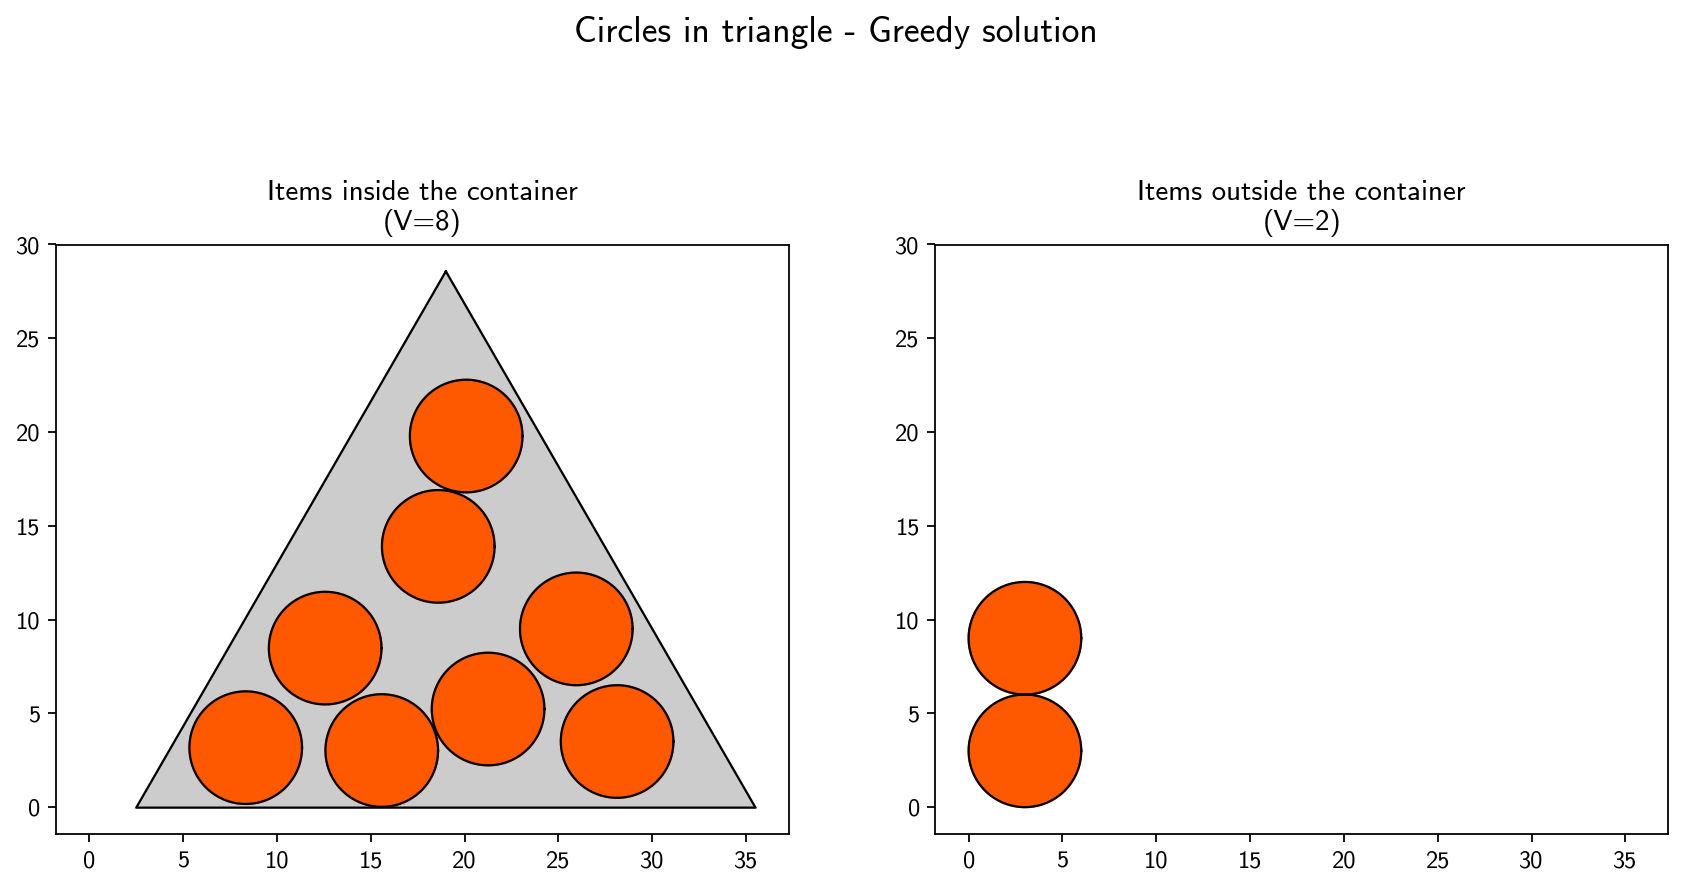 Circles in triangle - Greedy solution
Items inside the container
(V=8)
30
25
20
15
10
5
0
0 5 10 15 20 25 30 35
Items outside the container
(V=2)
30
25
20
15
10
5
0
0 5 10 15 20 25 30 35